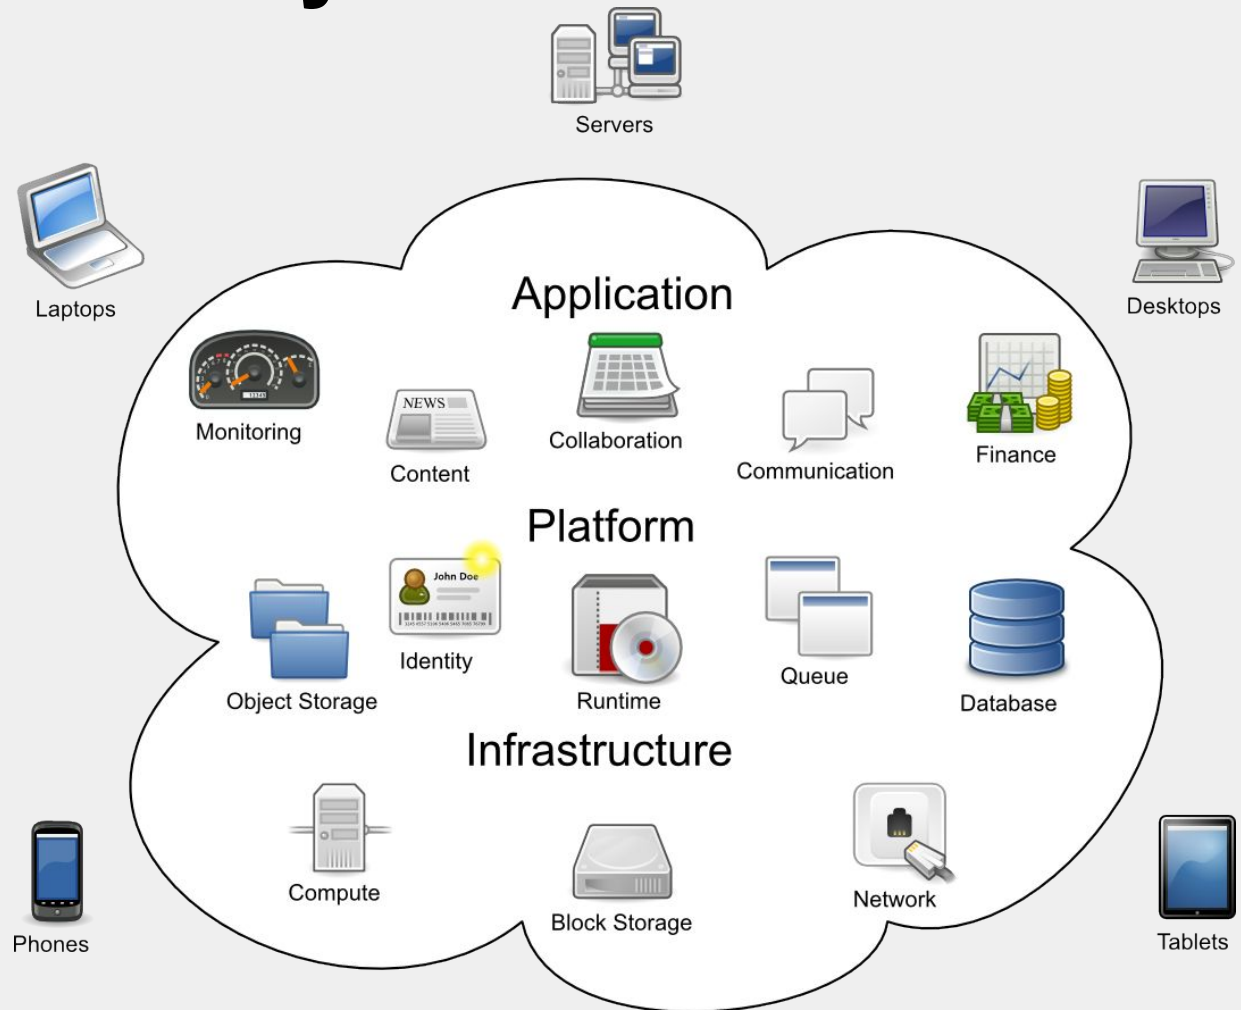 Servers
Laptops
Desktops
Application
Monitoring
NEWS
Content
Collaboration
Communication
Finance
Platform
John Doe
Object Storage
Identity
Runtime
Queue
Database
Infrastructure
Compute
Block Storage
Network
Phones
Tablets